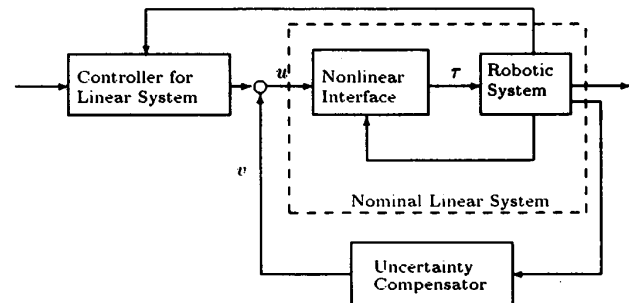 Controller for
Linear System
u
Nonlinear
Interface
τ
Robotic
System
v
Nominal Linear System
Uncertainty
Compensator